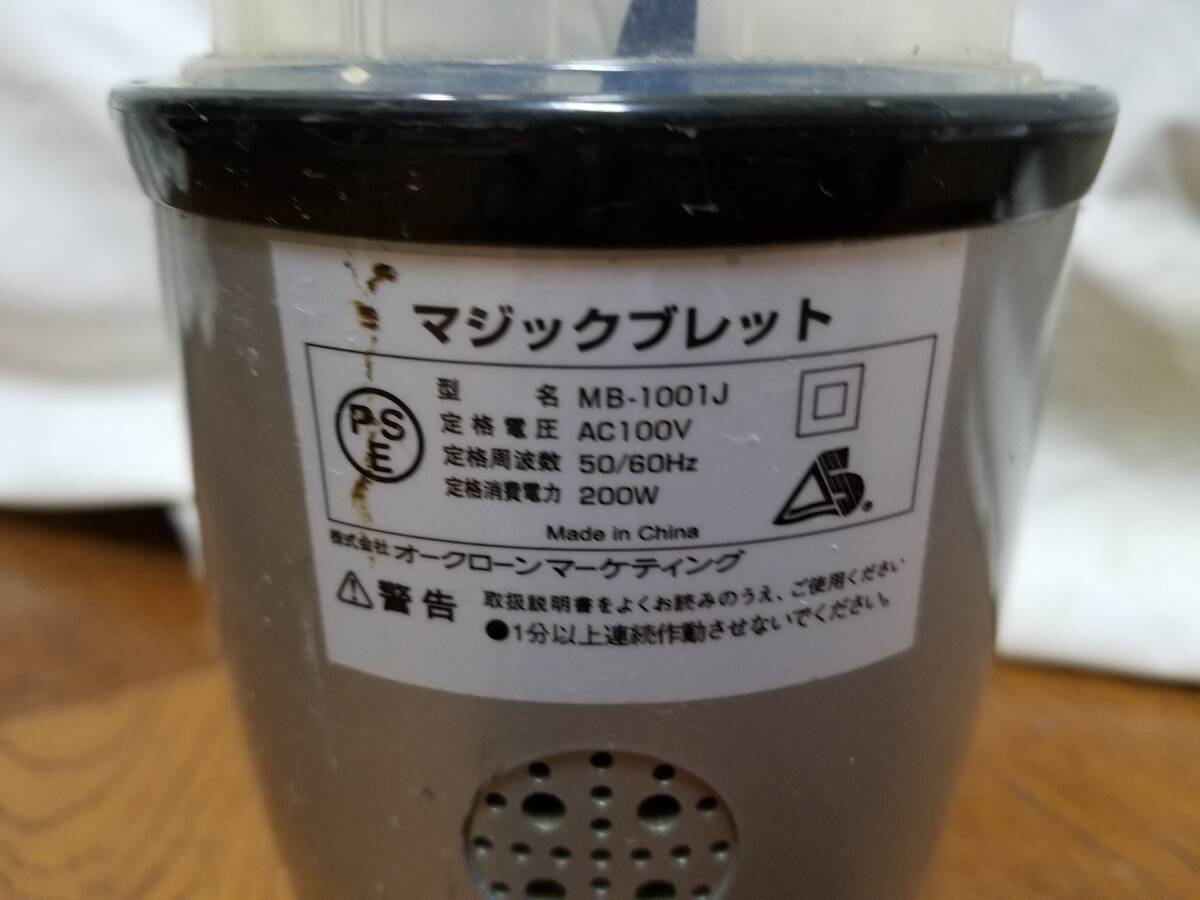 マジックブレット
PSE
型名 MB-1001J
定格電圧 AC100V
定格周波数 50/60Hz
定格消費電力 200W
Made in China
株式会社 オークローンマーケティング
警告 取扱説明書をよくお読みのうえ、ご使用ください
●1分以上連続作動させないでください。